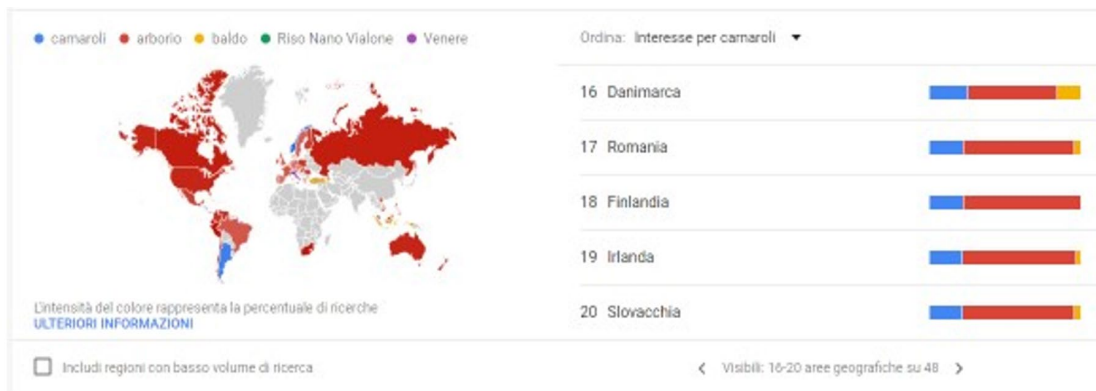 carnaroli arborio baldo Riso Nano Vialone Venere
L'intensità del colore rappresenta la percentuale di ricerche
ULTERIORI INFORMAZIONI
Includi regioni con basso volume di ricerca
Ordina: Interesse per carnaroli
16 Danimarca
17 Romania
18 Finlandia
19 Irlanda
20 Slovacchia
Visibili: 16-20 aree geografiche su 48